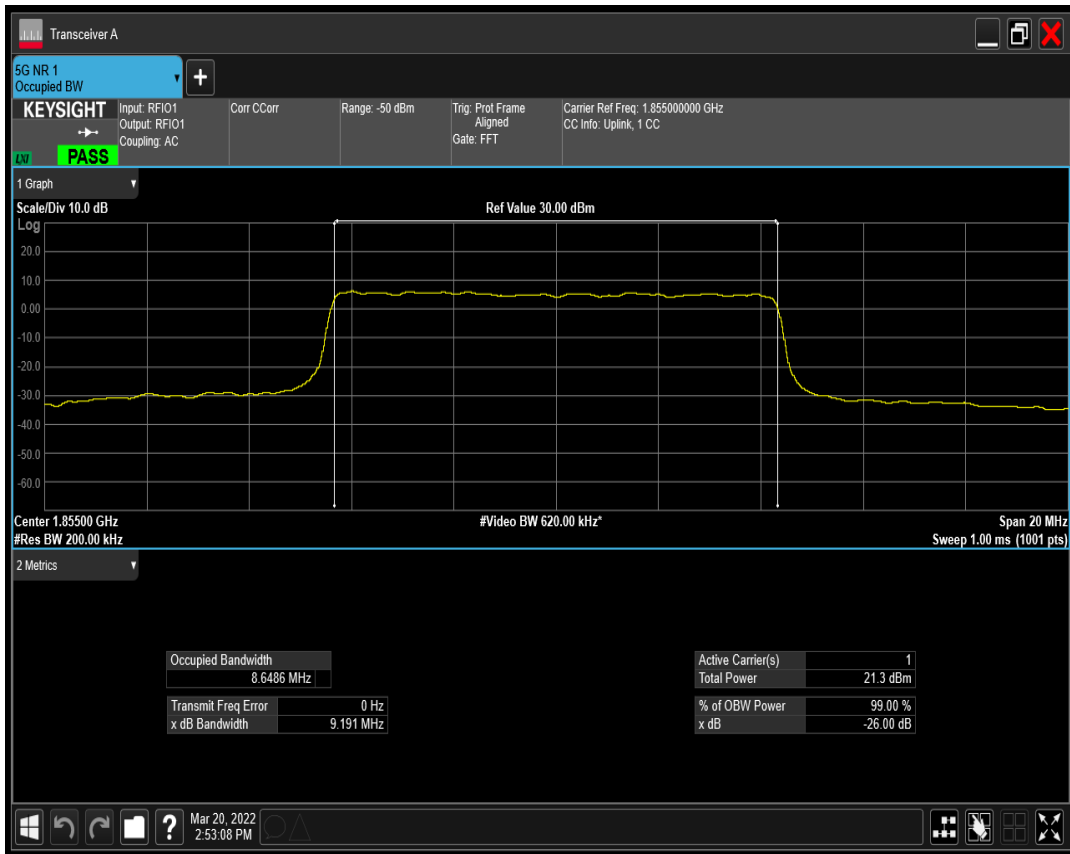 Transceiver A
5G NR 1
Occupied BW
+
KEYSIGHT
LXI
PASS
Input: RFIO1
Output: RFIO1
Coupling: AC
Corr CCorr
Range: -50 dBm
Trig: Prot Frame
Aligned
Gate: FFT
Carrier Ref Freq: 1.855000000 GHz
CC Info: Uplink, 1 CC
1 Graph
Scale/Div 10.0 dB
Ref Value 30.00 dBm
Log
20.0
10.0
0.00
-10.0
-20.0
-30.0
-40.0
-50.0
-60.0
Center 1.85500 GHz
#Video BW 620.00 kHz*
Span 20 MHz
#Res BW 200.00 kHz
Sweep 1.00 ms (1001 pts)
2 Metrics
Occupied Bandwidth
8.6486 MHz
Transmit Freq Error 0 Hz
x dB Bandwidth 9.191 MHz
Active Carrier(s) 1
Total Power 21.3 dBm
% of OBW Power 99.00 %
x dB -26.00 dB
?
Mar 20, 2022
2:53:08 PM